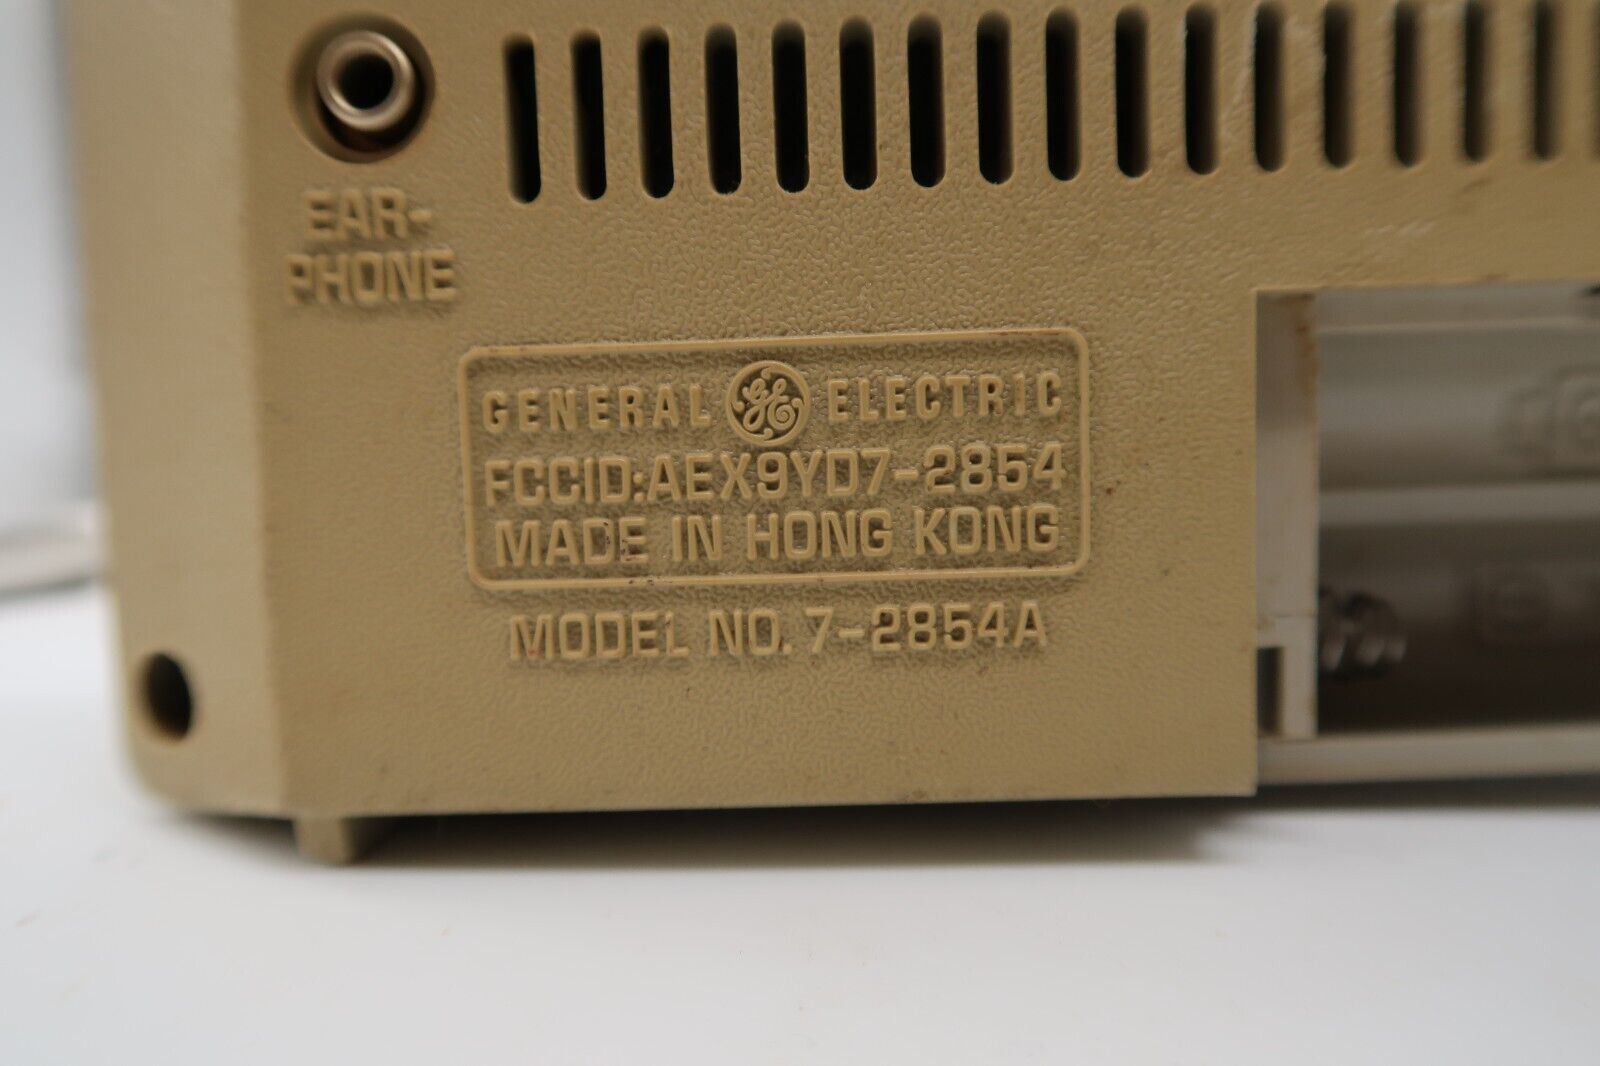 EAR-
PHONE
GENERAL GE ELECTRIC
FCCID:AEX9YD7-2854
MADE IN HONG KONG
MODEL NO. 7-2854A